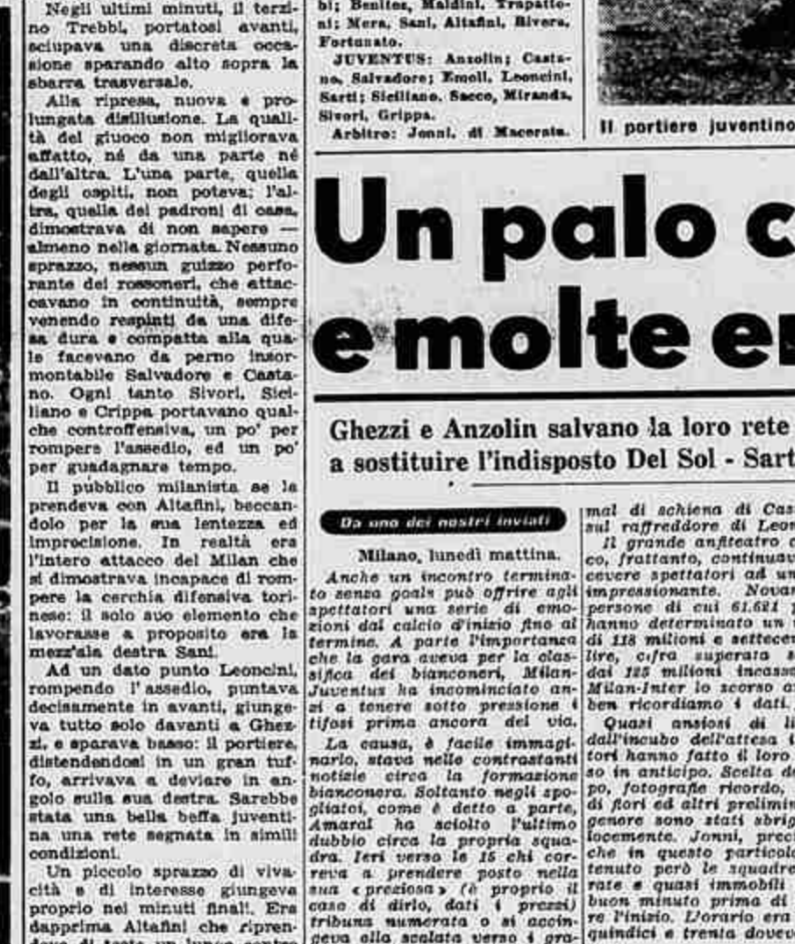 Negli ultimi minuti, il terzi-
no Trebbi, portatosi avanti,
sciupava una discreta occa-
sione sparando alto sopra la
sbarra trasversale.
Alla ripresa, nuova e pro-
lungata disillusione. La quali-
tà del giuoco non migliorava
affatto, né da una parte né
dall'altra. L'una parte, quella
degli ospiti, non poteva; l'al-
tra, quella dei padroni di casa,
dimostrava di non sapere —
almeno nella giornata. Nessuno
sprazzo, nessun guizzo perfo-
rante dei rossoneri, che attac-
cavano in continuità, sempre
venendo respinti da una dife-
sa dura e compatta alla qua-
le facevano da perno insor-
montabile Salvadore e Casta-
no. Ogni tanto Sivori, Sici-
liano e Crippa portavano qual-
che controffensiva, un po' per
rompere l'assedio, ed un po'
per guadagnare tempo.
Il pubblico milanista se la
prendeva con Altafini, beccan-
dolo per la sua lentezza ed
imprecisione. In realtà era
l'intero attacco del Milan che
si dimostrava incapace di rom-
pere la cerchia difensiva tori-
nese: il solo suo elemento che
lavorasse a proposito era la
mezz'ala destra Sani.
Ad un dato punto Leoncini,
rompendo l'assedio, puntava
decisamente in avanti, giunge-
va tutto solo davanti a Ghez-
zi, e sparava basso: il portiere,
distendendosi in un gran tuf-
fo, arrivava a deviare in an-
golo sulla sua destra. Sarebbe
stata una bella beffa juventi-
na una rete segnata in simili
condizioni.
Un piccolo sprazzo di viva-
cità e di interesse giungeva
proprio nei minuti finali. Era
dapprima Altafini che ripren-
deva di testa un lungo centro
bi; Benitez, Maldini, Trapatto-
ni; Mora, Sani, Altafini, Rivera,
Fortunato.
JUVENTUS: Anzolin; Casta-
no, Salvadore; Emoli, Leoncini,
Sarti; Siciliano, Sacco, Miranda,
Sivori, Grippa.
Arbitro: Jonni, di Macerata.
Il portiere juventino
Un palo c
e molte e
Ghezzi e Anzolin salvano la loro rete
a sostituire l'indisposto Del Sol - Sart
Da uno dei nostri inviati
Milano, lunedì mattina.
Anche un incontro termina-
to senza goals può offrire agli
spettatori una serie di emo-
zioni dal calcio d'inizio fino al
termine. A parte l'importanza
che la gara aveva per la clas-
sifica dei bianconeri, Milan-
Juventus ha incominciato an-
zi a tenere sotto pressione i
tifosi prima ancora del via.
La causa, è facile immagi-
narlo, stava nelle contrastanti
notizie circa la formazione
bianconera. Soltanto negli spo-
gliatoi, come è detto a parte,
Amaral ha sciolto l'ultimo
dubbio circa la propria squa-
dra. Ieri verso le 15 chi cor-
reva a prendere posto nella
sua « preziosa » (è proprio il
caso di dirlo, dati i prezzi)
tribuna numerata o si accin-
geva alla scalata verso i gra-
mal di schiena di Cas
sul raffreddore di Leon
Il grande anfiteatro
co, frattanto, continuav
cevere spettatori ad un
impressionante. Novan
persone di cui 61.621
hanno determinato un
di 118 milioni e settecen
lire, cifra superata s
dai 125 milioni incassa
Milan-Inter lo scorso a
ben ricordiamo i dati.
Quasi ansiosi di li
dall'incubo dell'attesa i
tori hanno fatto il loro
so in anticipo. Scelta de
po, fotografie ricordo,
di fiori ed altri prelimin
genere sono stati sbrig
locemente. Jonni, preci
che in questo particola
tenuto però le squadre
rate e quasi immobili
buon minuto prima di
re l'inizio. L'orario era
quindici e trenta dovev